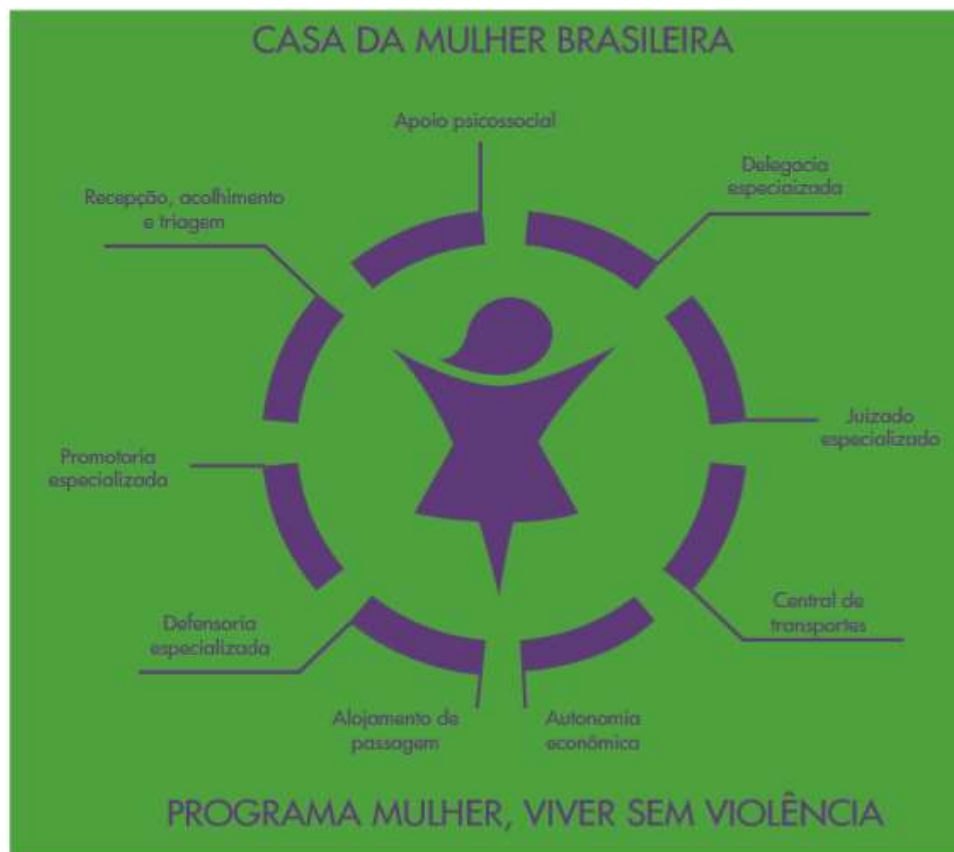 CASA DA MULHER BRASILEIRA
Apoio psicossocial
Delegacia
especiaizada
Recepção, acolhimento
e triagem
Juizado
especializado
Promotoria
especializada
Central de
transportes
Defensoria
especializada
Alojamento de
passagem
Autonomia
econômica
PROGRAMA MULHER, VIVER SEM VIOLÊNCIA